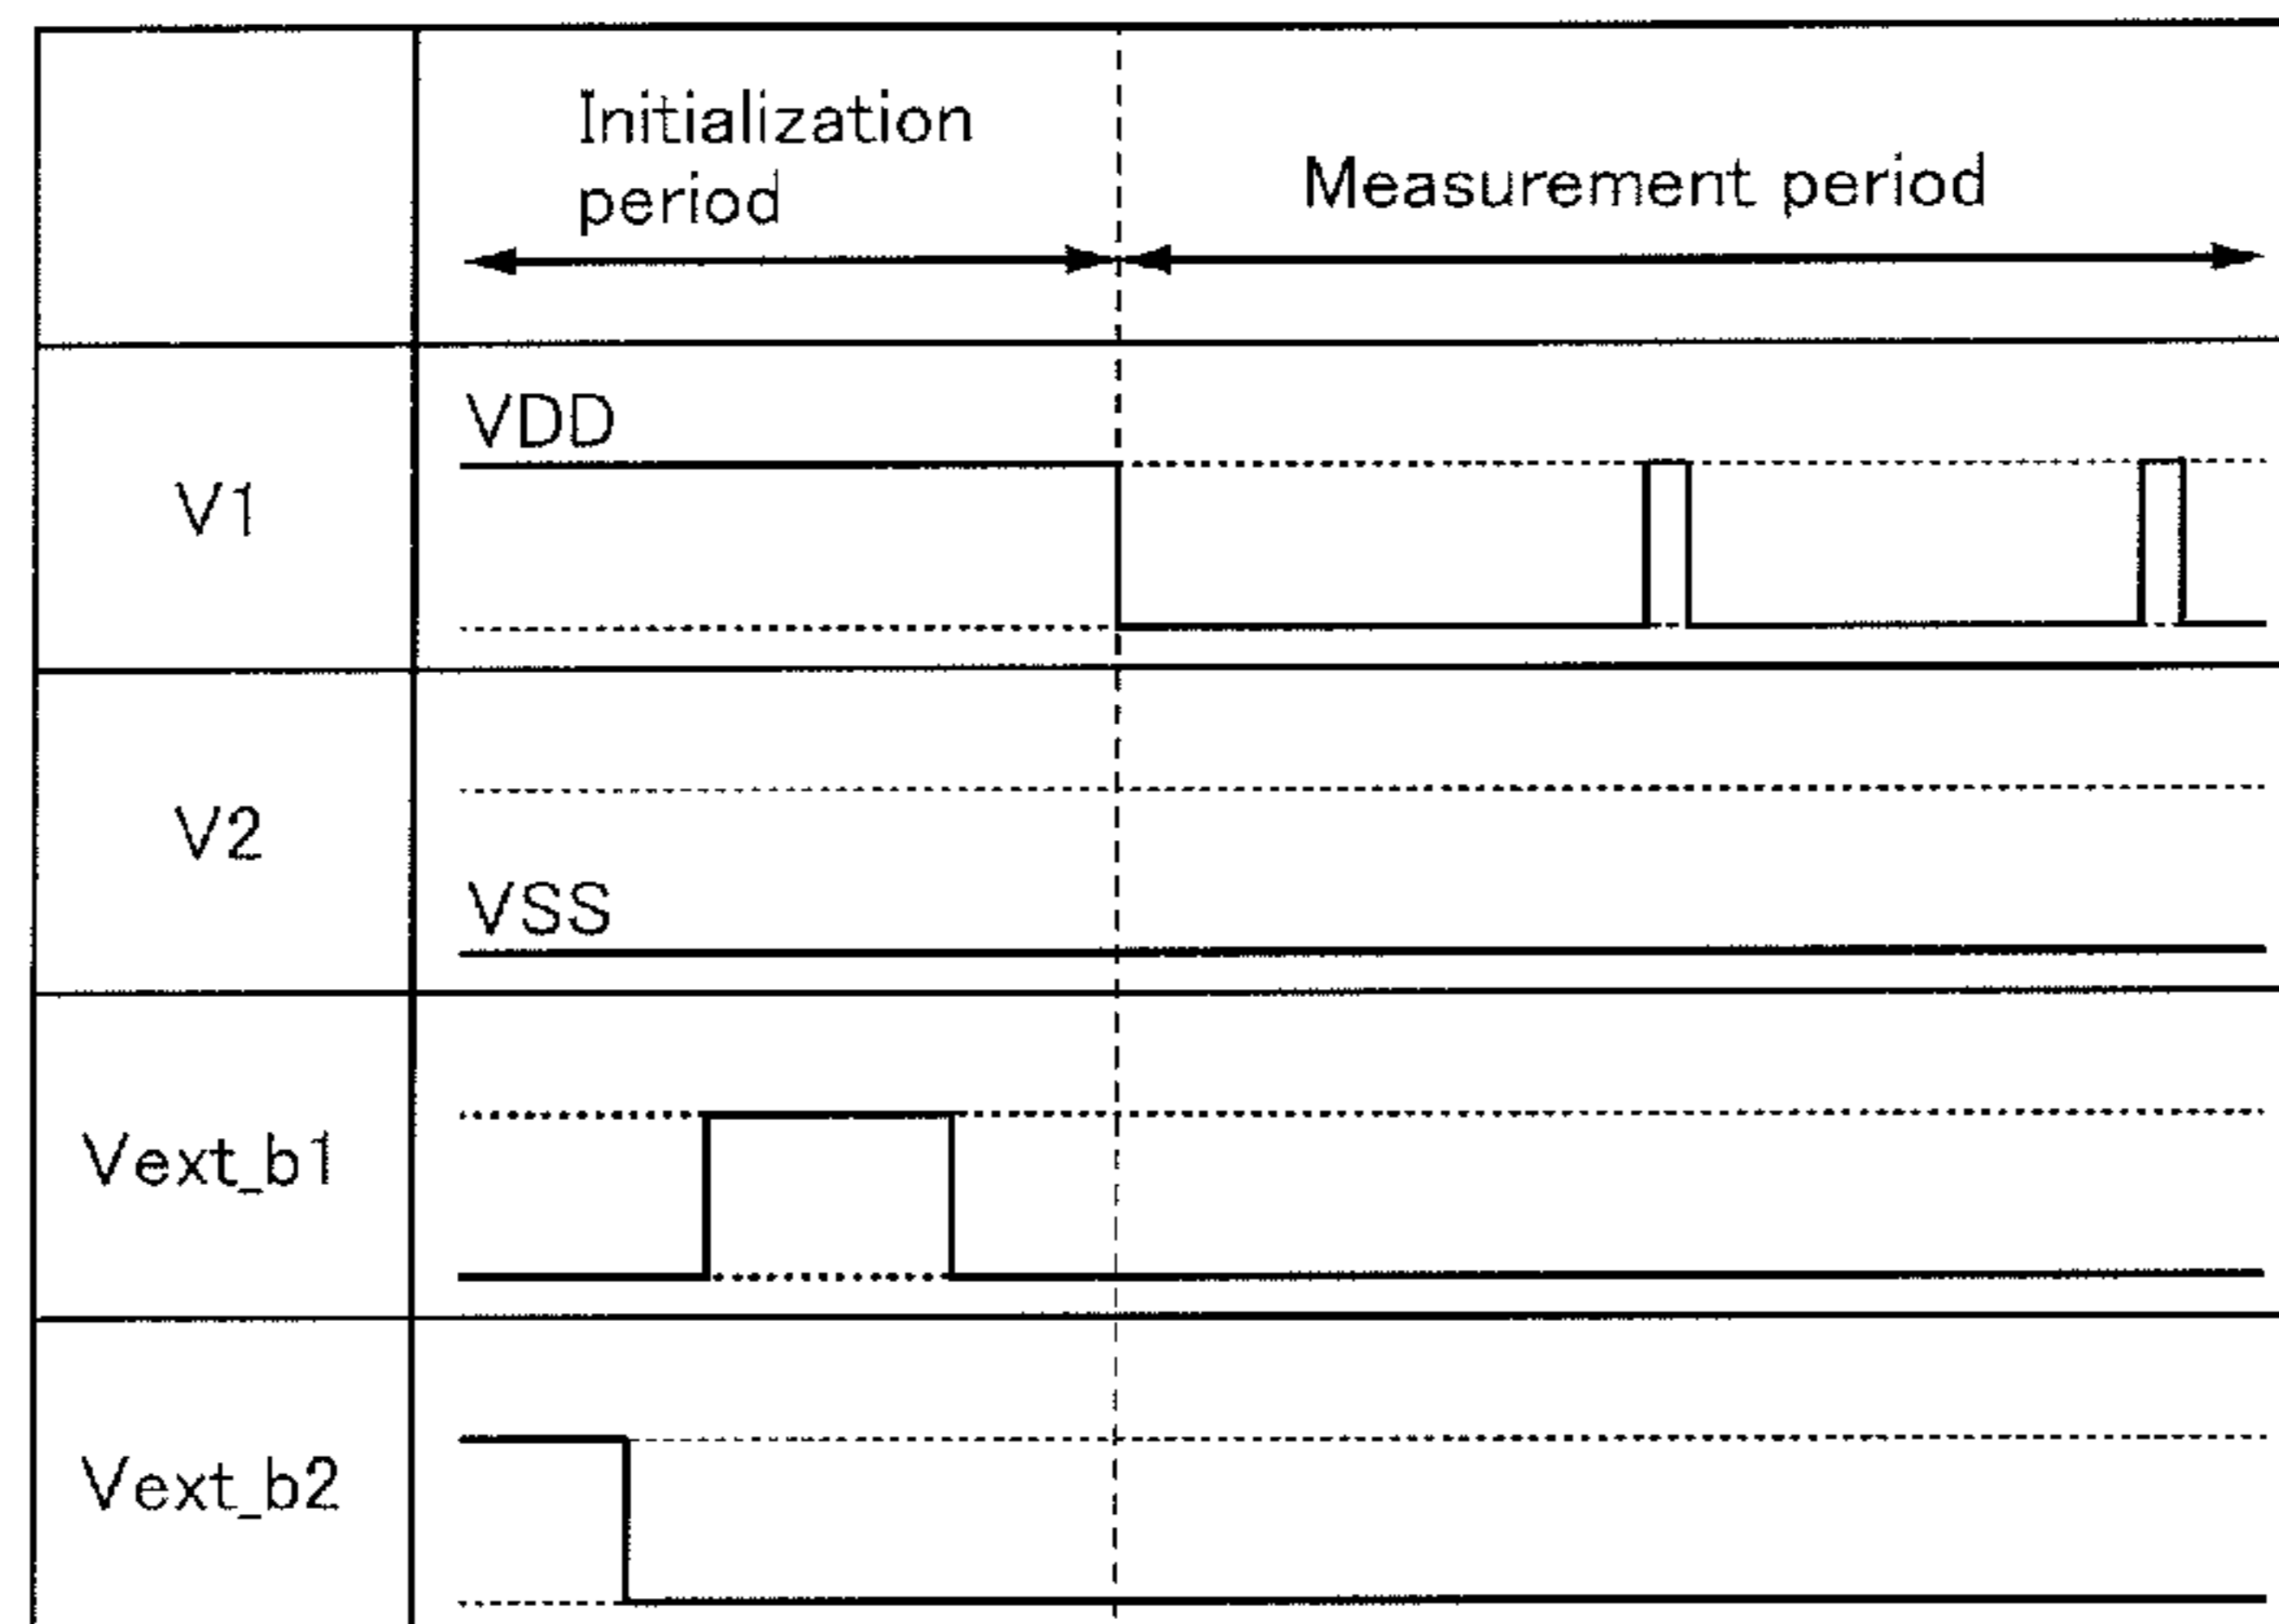 Initialization
period
Measurement period
VDD
V1
V2
VSS
Vext_b1
Vext_b2